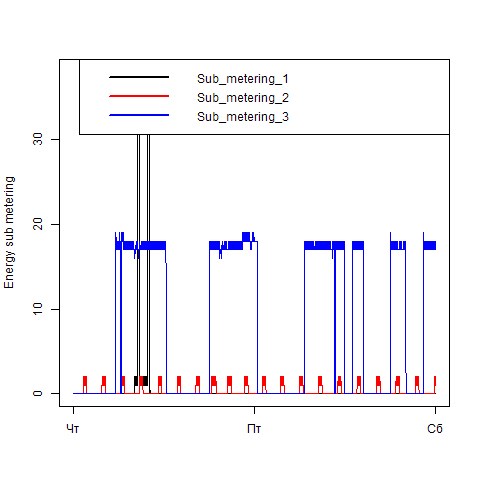 Sub_metering_1
Sub_metering_2
Sub_metering_3
30
20
10
0
Energy sub metering
Чт
Пт
Сб